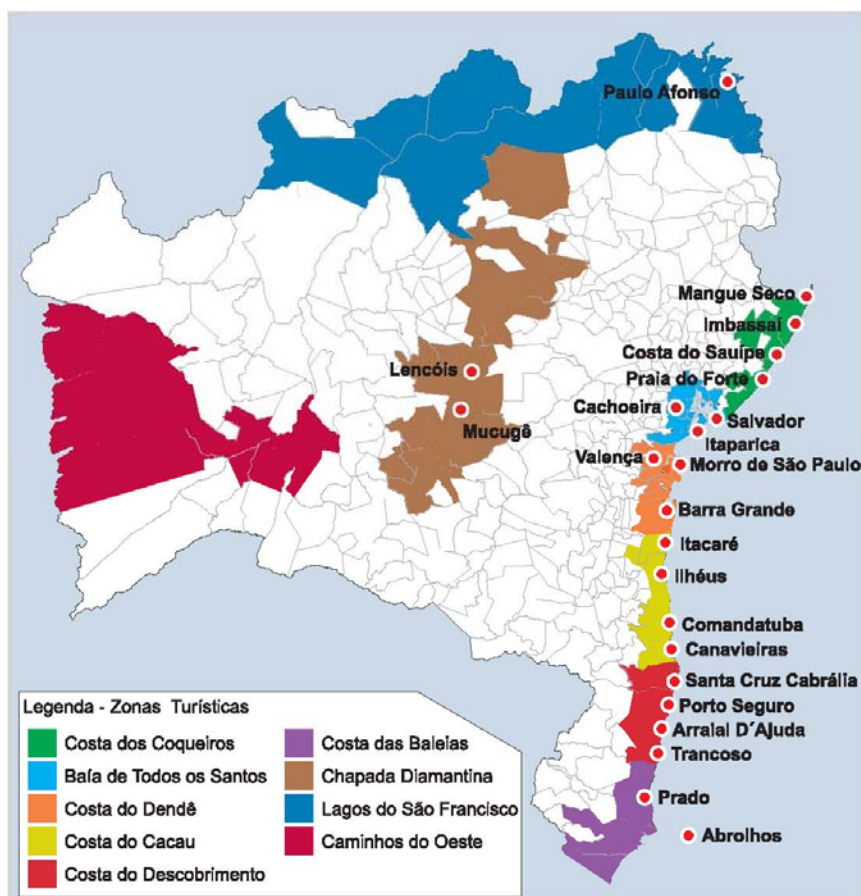 Paulo Afonso
Mangue Seco
Imbassaí
Costa do Sauípe
Praia do Forte
Lencóis
Cachoeira
Salvador
Mucugê
Itaparica
Valença
Morro de São Paulo
Barra Grande
Itacaré
Ilhéus
Comandatuba
Canavieiras
Santa Cruz Cabrália
Porto Seguro
Arraial D´Ajuda
Trancoso
Prado
Abrolhos
Legenda - Zonas Turísticas
Costa dos Coqueiros
Baía de Todos os Santos
Costa do Dendê
Costa do Cacau
Costa do Descobrimento
Costa das Baleias
Chapada Diamantina
Lagos do São Francisco
Caminhos do Oeste